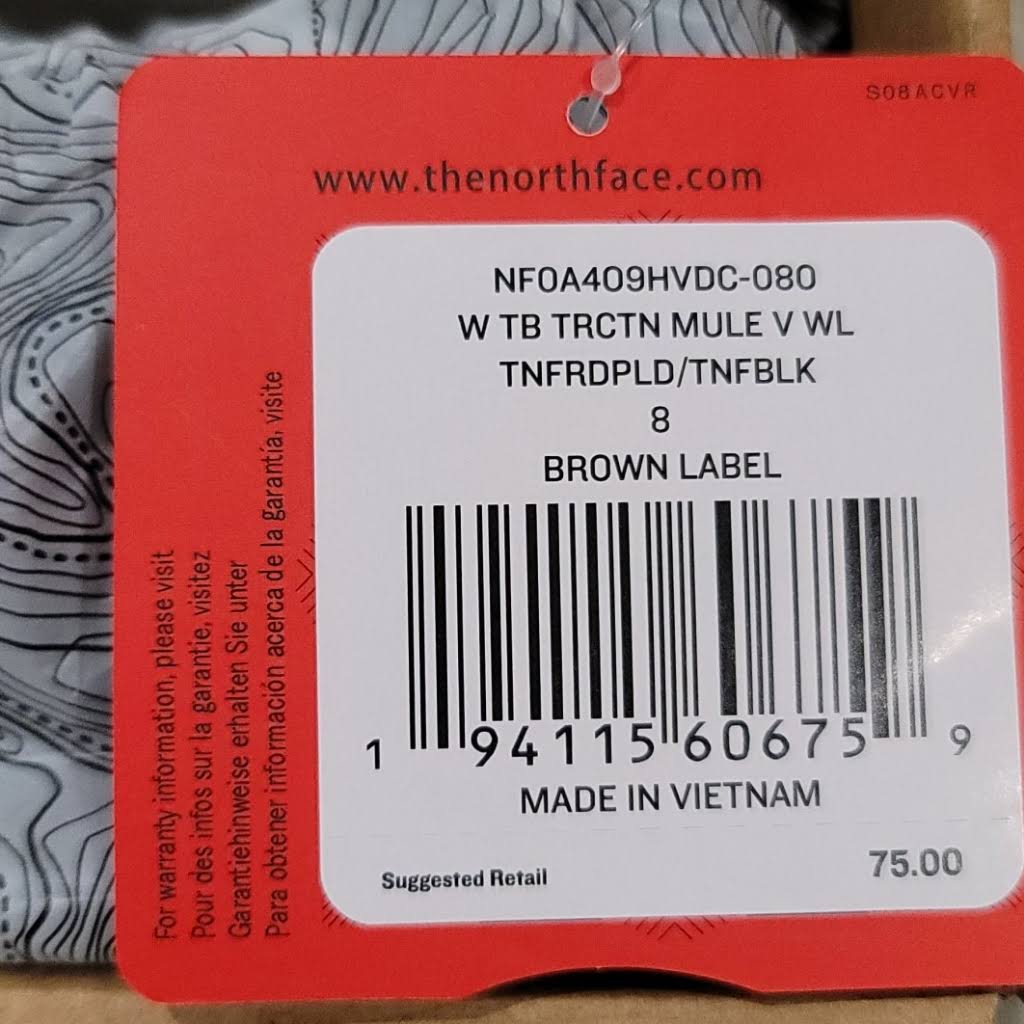 S08ACVR
www.thenorthface.com
NF0A4O9HVDC-080
W TB TRCTN MULE V WL
TNFRDPLD/TNFBLK
8
BROWN LABEL
1 94115 60675 9
MADE IN VIETNAM
Suggested Retail 75.00
For warranty information, please visit
Pour des infos sur la garantie, visitez
Garantiehinweise erhalten Sie unter
Para obtener información acerca de la garantía, visite